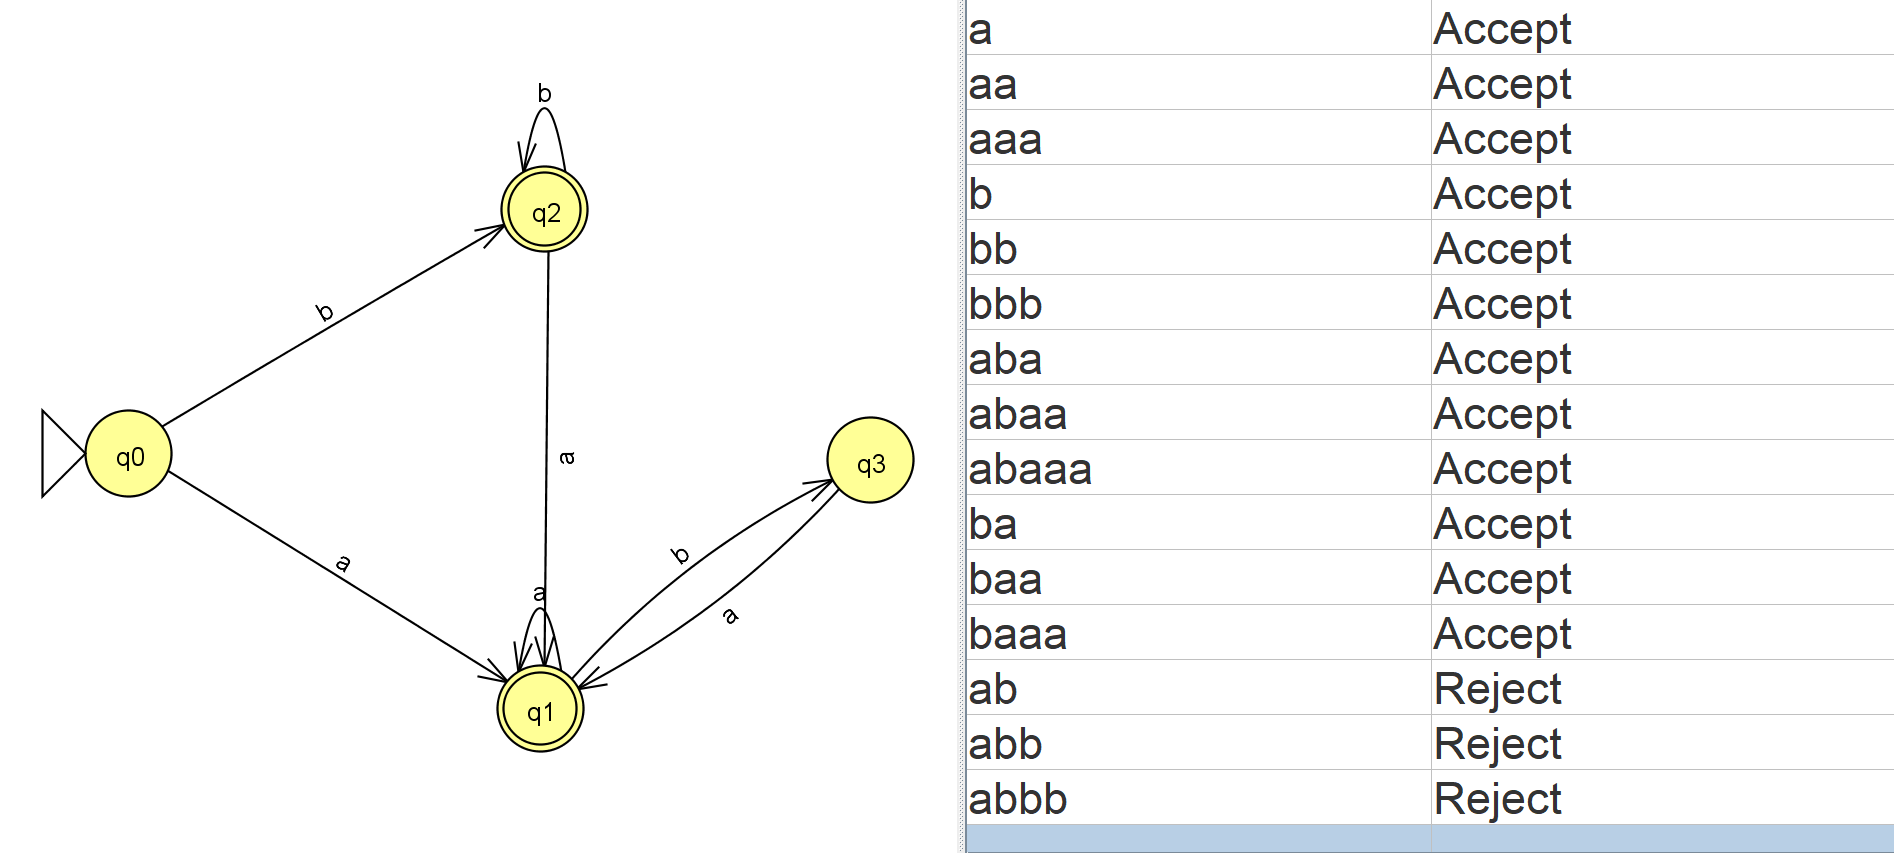 b
q2
b
q0
a
q3
b
a
a
a
q1
a Accept
aa Accept
aaa Accept
b Accept
bb Accept
bbb Accept
aba Accept
abaa Accept
abaaa Accept
ba Accept
baa Accept
baaa Accept
ab Reject
abb Reject
abbb Reject